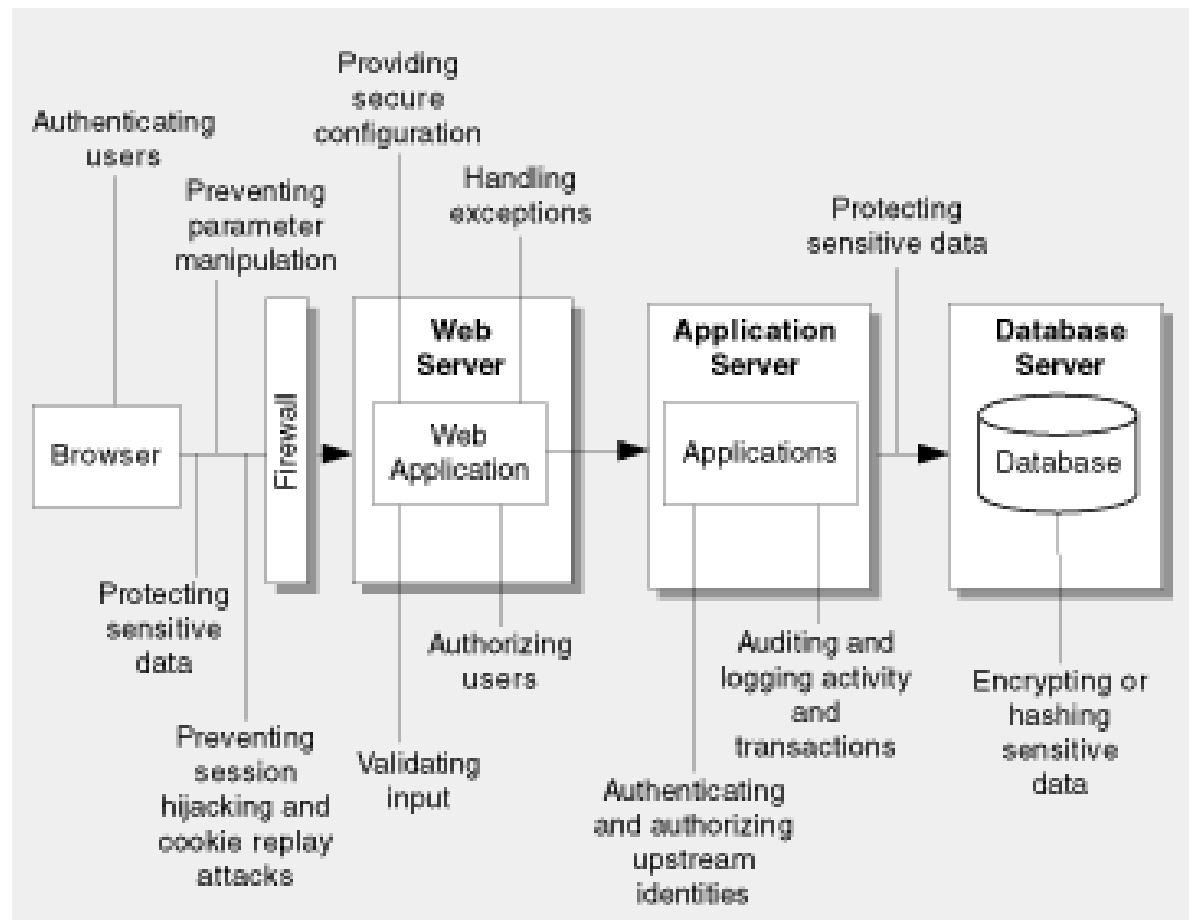 Providing
secure
configuration
Authenticating
users
Preventing
parameter
manipulation
Handling
exceptions
Protecting
sensitive data
Web
Server
Application
Server
Database
Server
Browser
Firewall
Web
Application
Applications
Database
Protecting
sensitive
data
Authorizing
users
Auditing and
logging activity
and
transactions
Encrypting or
hashing
sensitive
data
Preventing
session
hijacking and
cookie replay
attacks
Validating
input
Authenticating
and authorizing
upstream
identities